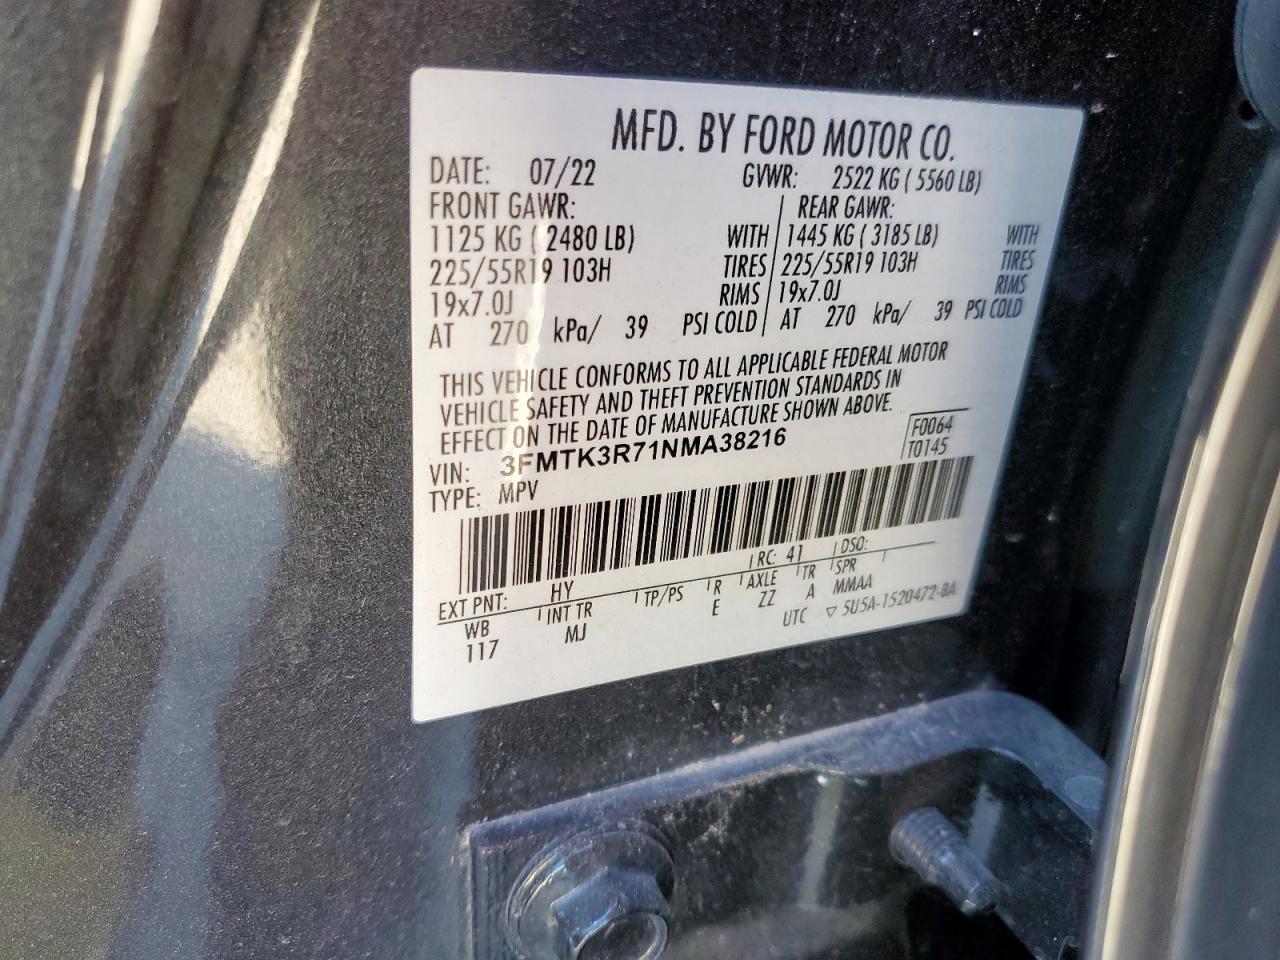 MFD. BY FORD MOTOR CO.
DATE: 07/22 GVWR: 2522 KG ( 5560 LB)
FRONT GAWR: REAR GAWR:
1125 KG ( 2480 LB) WITH 1445 KG ( 3185 LB) WITH
225/55R19 103H TIRES 225/55R19 103H TIRES
19x7.0J RIMS 19x7.0J RIMS
AT 270 kPa/ 39 PSI COLD AT 270 kPa/ 39 PSI COLD
THIS VEHICLE CONFORMS TO ALL APPLICABLE FEDERAL MOTOR
VEHICLE SAFETY AND THEFT PREVENTION STANDARDS IN
EFFECT ON THE DATE OF MANUFACTURE SHOWN ABOVE.
VIN: 3FMTK3R71NMA38216 F0064
TYPE: MPV T0145
EXT PNT: HY RC: 41 DSO:
WB INT TR TP/PS R AXLE TR SPR
117 MJ E ZZ A MMAA
UTC ▽ 5U5A-1520472-BA